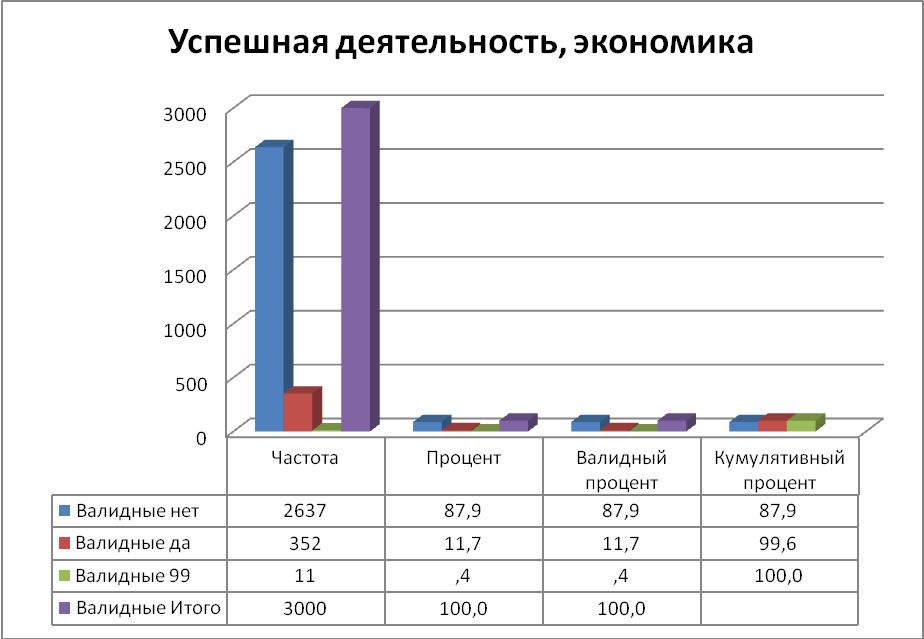 Успешная деятельность, экономика
3000
2500
2000
1500
1000
500
0
Частота Процент Валидный процент Кумулятивный процент
Валидные нет 2637 87,9 87,9 87,9
Валидные да 352 11,7 11,7 99,6
Валидные 99 11 ,4 ,4 100,0
Валидные Итого 3000 100,0 100,0